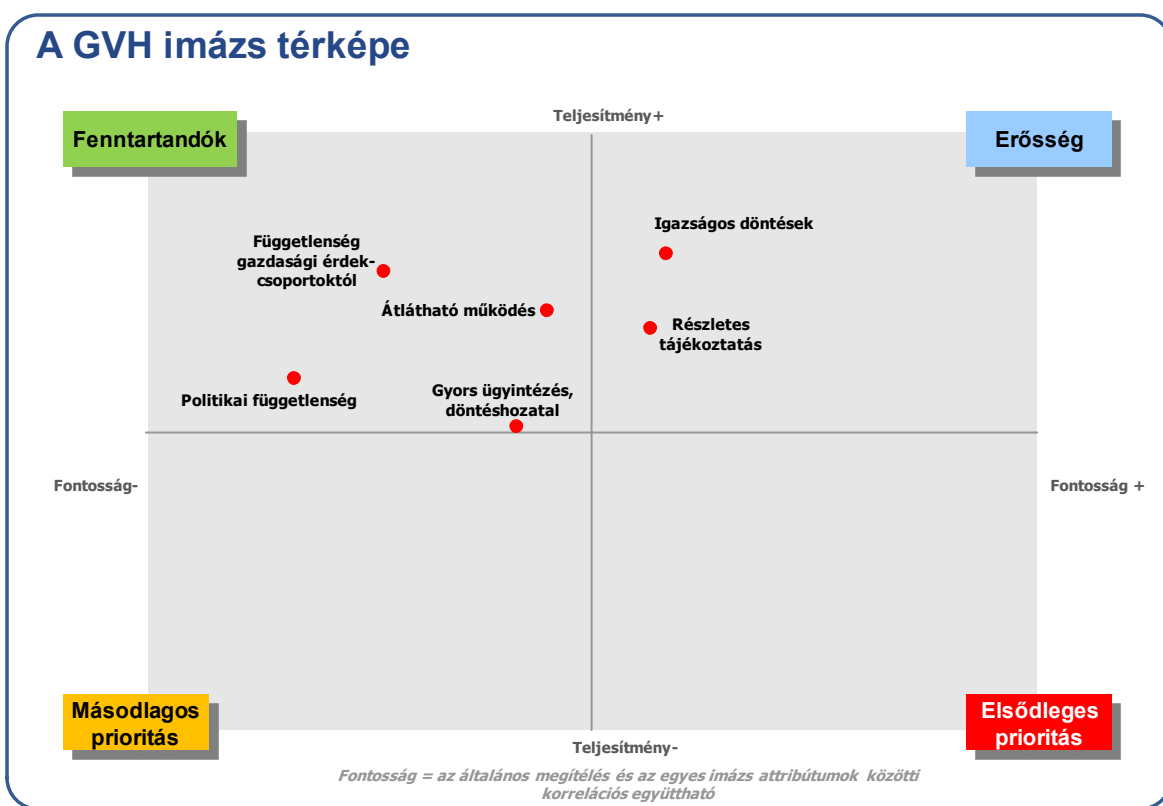 A GVH imázs térképe
Teljesítmény+
Fenntartandók
Erősség
Igazságos döntések
Függetlenség
gazdasági érdek-
csoportoktól
Átlátható működés
Részletes
tájékoztatás
Politikai függetlenség
Gyors ügyintézés,
döntéshozatal
Fontosság-
Fontosság +
Másodlagos
prioritás
Elsődleges
prioritás
Teljesítmény-
Fontosság = az általános megítélés és az egyes imázs attribútumok közötti
korrelációs együttható